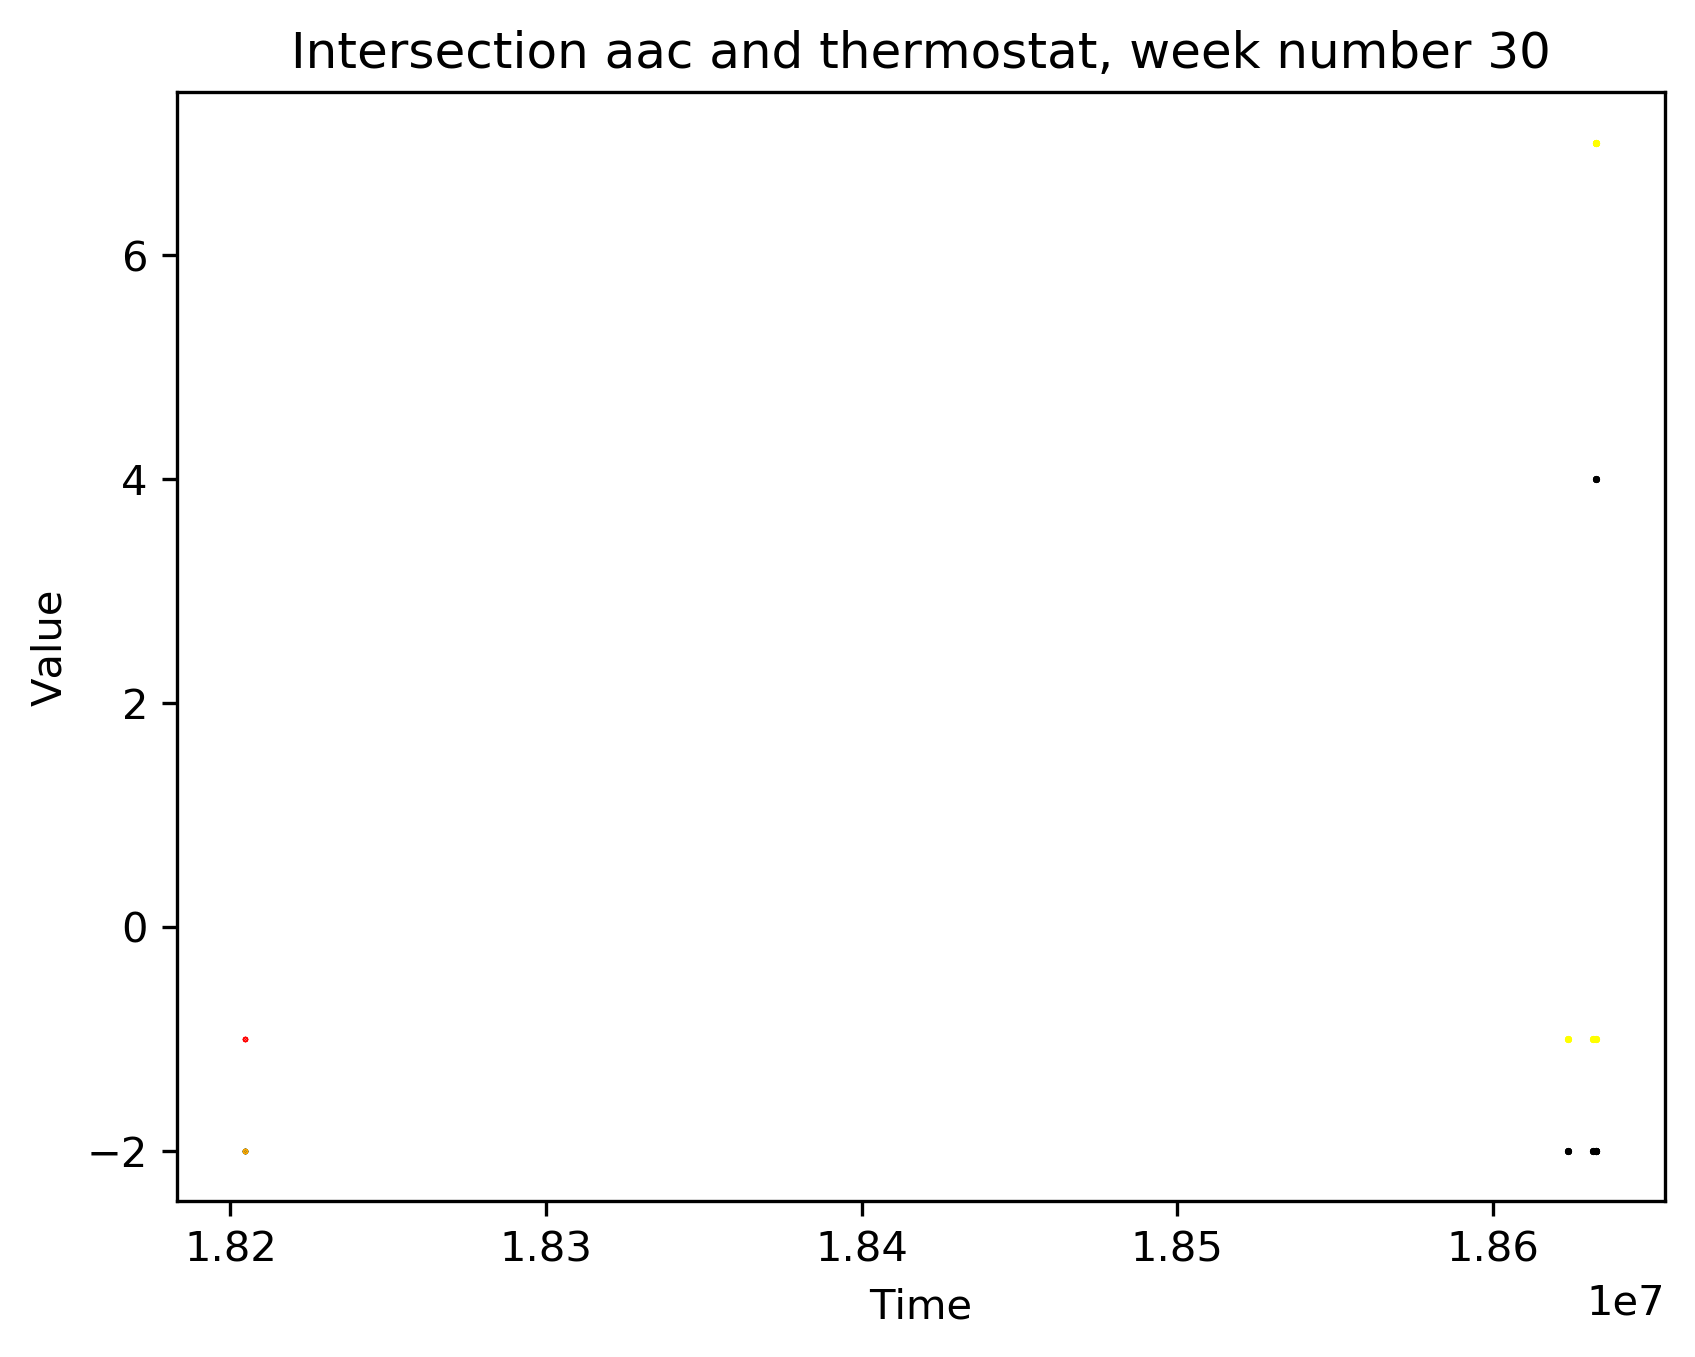 Intersection aac and thermostat, week number 30
Value
6
4
2
0
−2
1.82 1.83 1.84 1.85 1.86
1e7
Time